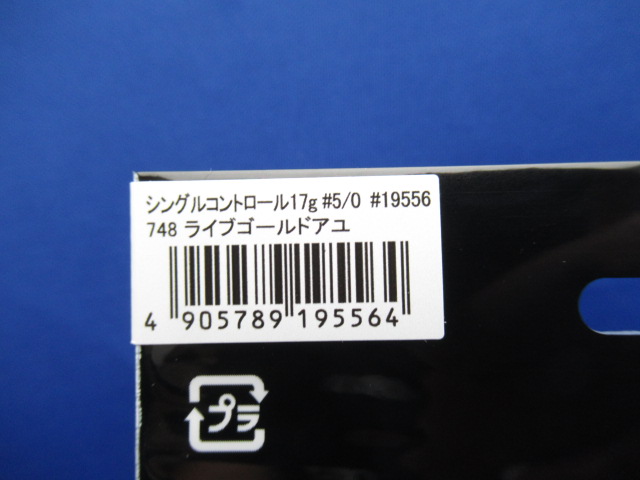 シングルコントロール17g #5/0 #19556
748 ライブゴールドアユ
4 905789 195564
プラ